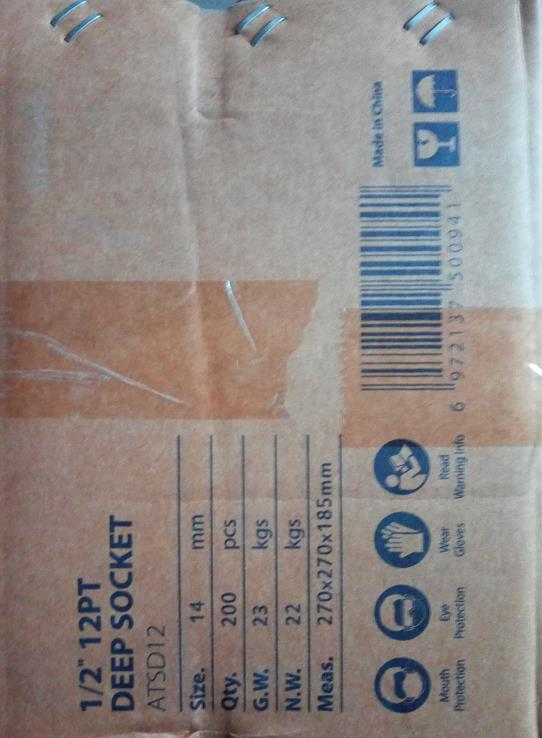 1/2" 12PT
DEEP SOCKET
ATSD12
Size. 14 mm
Qty. 200 pcs
G.W. 23 kgs
N.W. 22 kgs
Meas. 270x270x185mm
Mouth Protection
Eye Protection
Wear Gloves
Read Warning Info
6 972137 500941
Made in China